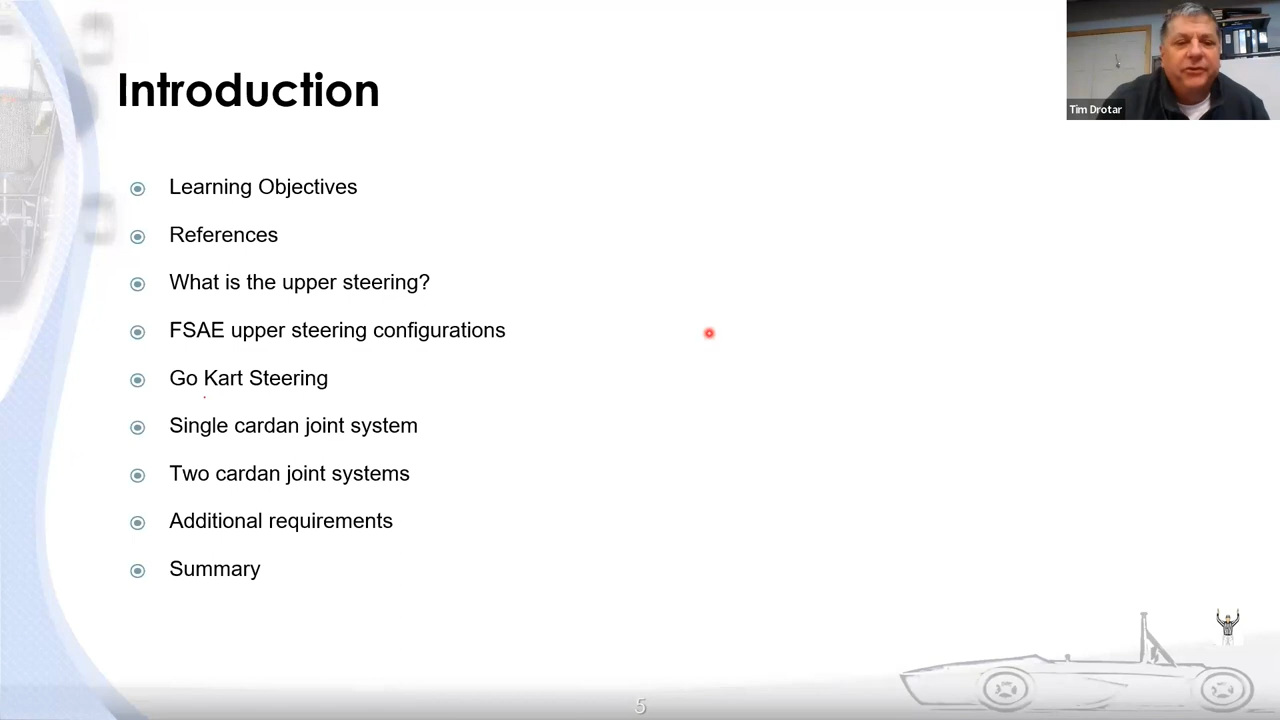 Introduction
Tim Drotar
Learning Objectives
References
What is the upper steering?
FSAE upper steering configurations
Go Kart Steering
Single cardan joint system
Two cardan joint systems
Additional requirements
Summary
5